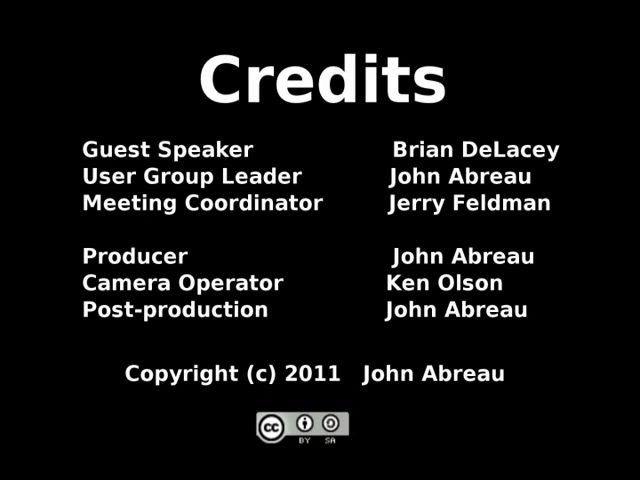 Credits
Guest Speaker Brian DeLacey
User Group Leader John Abreau
Meeting Coordinator Jerry Feldman
Producer John Abreau
Camera Operator Ken Olson
Post-production John Abreau
Copyright (c) 2011 John Abreau
cc
BY SA